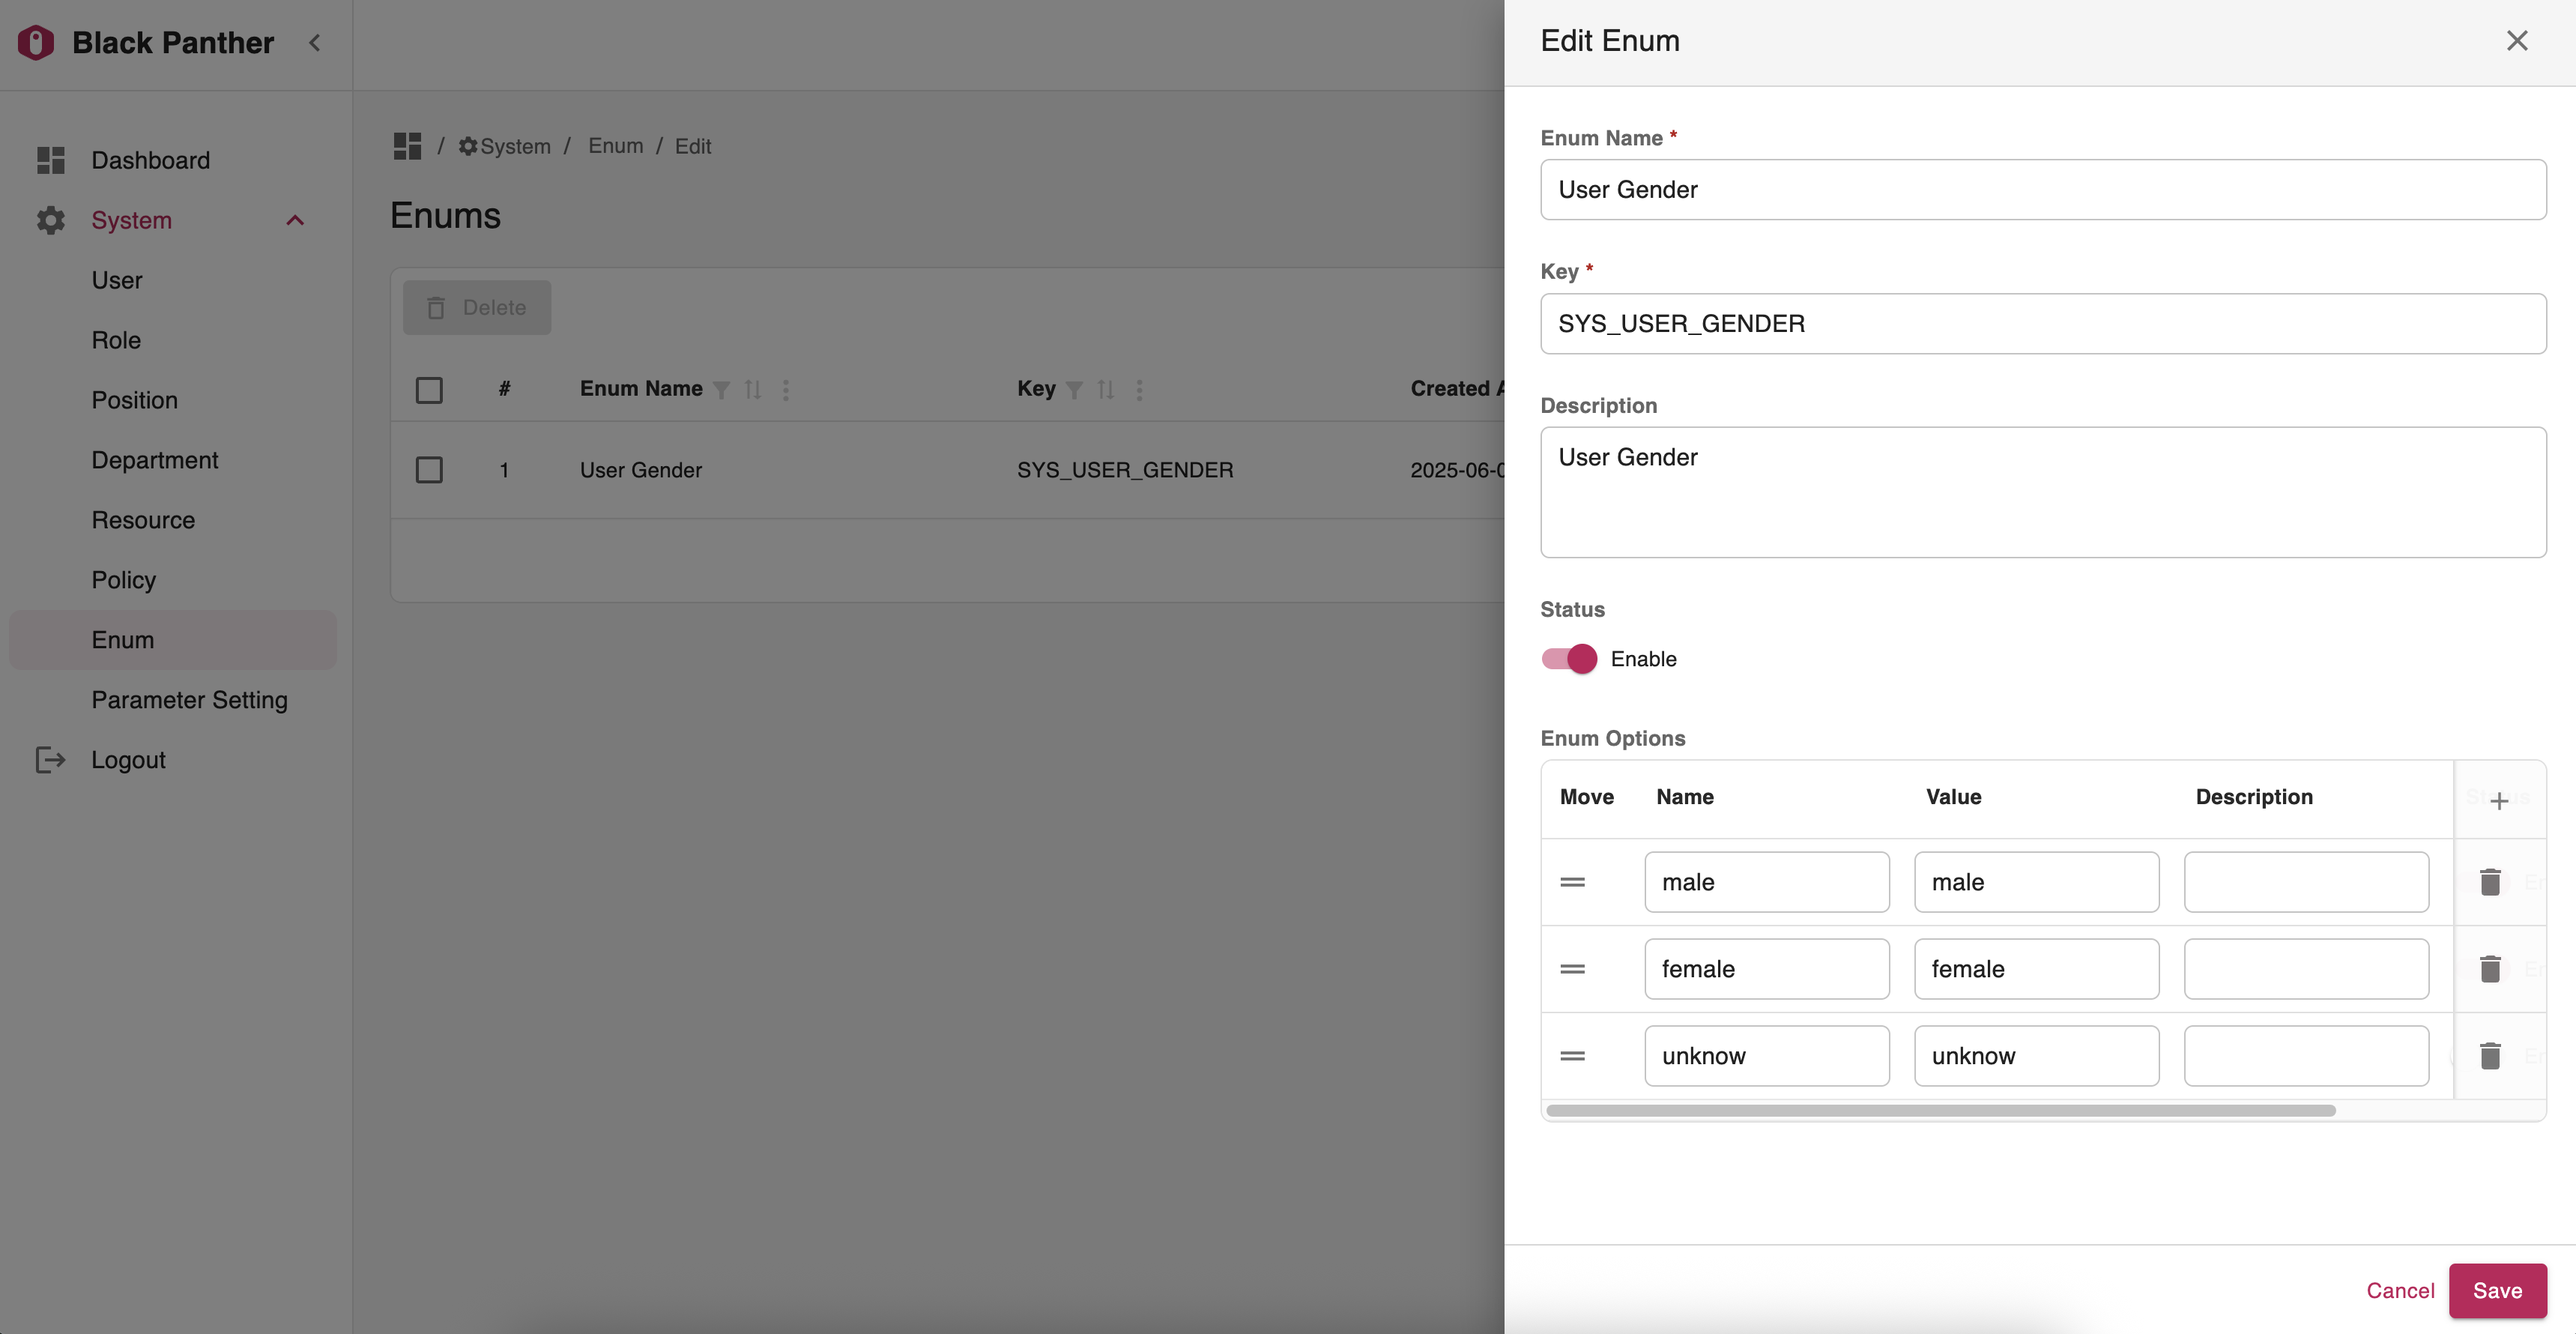 Black Panther
Dashboard
System
User
Role
Position
Department
Resource
Policy
Enum
Parameter Setting
Logout
/ System / Enum / Edit
Enums
Delete
# Enum Name Key Created
1 User Gender SYS_USER_GENDER 2025-06-
Edit Enum
Enum Name *
User Gender
Key *
SYS_USER_GENDER
Description
User Gender
Status
Enable
Enum Options
Move Name Value Description Status
male male
female female
unknow unknow
Cancel Save